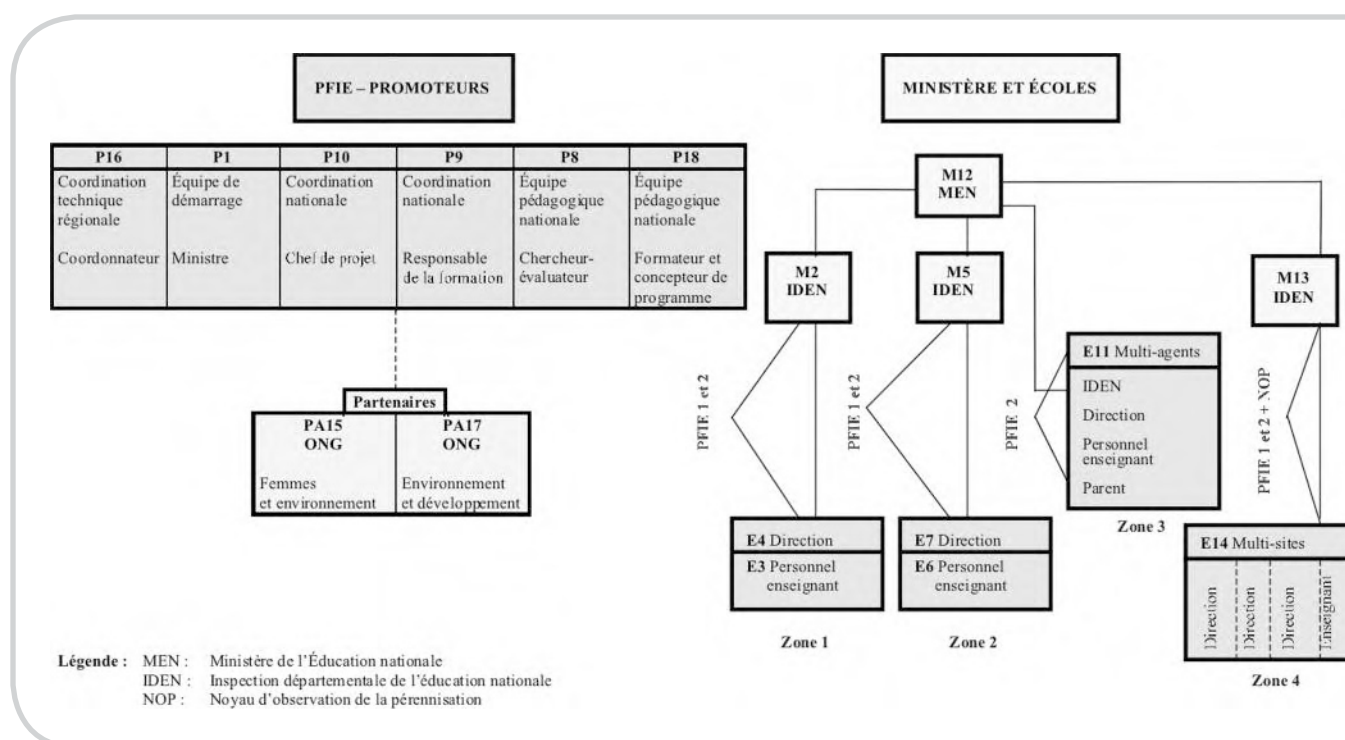 PFIE – PROMOTEURS
MINISTÈRE ET ÉCOLES
P16
Coordination
technique
régionale
Coordonnateur
P1
Équipe de
démarrage
Ministre
P10
Coordination
nationale
Chef de projet
P9
Coordination
nationale
Responsable
de la formation
P8
Équipe
pédagogique
nationale
Chercheur-
évaluateur
P18
Équipe
pédagogique
nationale
Formateur et
concepteur de
programme
Partenaires
PA15
ONG
Femmes
et environnement
PA17
ONG
Environnement
et développement
M12
MEN
M2
IDEN
M5
IDEN
M13
IDEN
PFIE 1 et 2
PFIE 1 et 2
PFIE 2
PFIE 1 et 2 + NOP
E11 Multi-agents
IDEN
Direction
Personnel
enseignant
Parent
Zone 3
E4 Direction
E3 Personnel
enseignant
Zone 1
E7 Direction
E6 Personnel
enseignant
Zone 2
E14 Multi-sites
Direction
Direction
Direction
Enseignant
Zone 4
Légende : MEN : Ministère de l'Éducation nationale
IDEN : Inspection départementale de l'éducation nationale
NOP : Noyau d'observation de la pérennisation